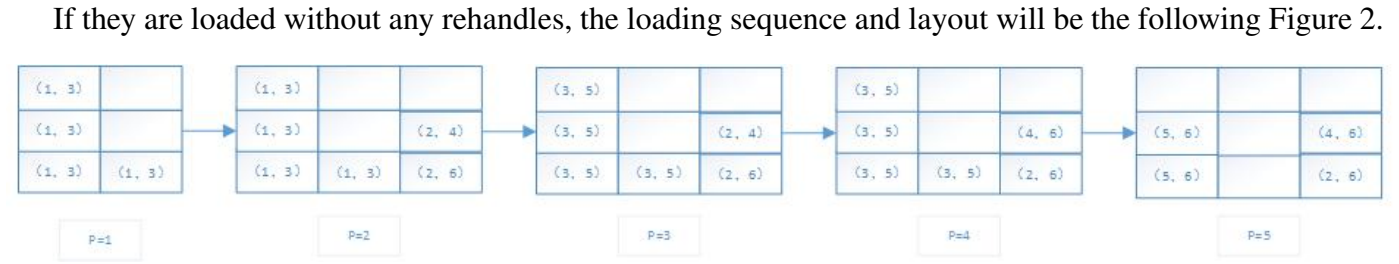 If they are loaded without any rehandles, the loading sequence and layout will be the following Figure 2.
(1, 3)
(1, 3)
(1, 3) (1, 3)
P=1
(1, 3)
(1, 3) (2, 4)
(1, 3) (1, 3) (2, 6)
P=2
(3, 5)
(3, 5) (2, 4)
(3, 5) (3, 5) (2, 6)
P=3
(3, 5)
(3, 5) (4, 6)
(3, 5) (3, 5) (2, 6)
P=4
(5, 6) (4, 6)
(5, 6) (2, 6)
P=5